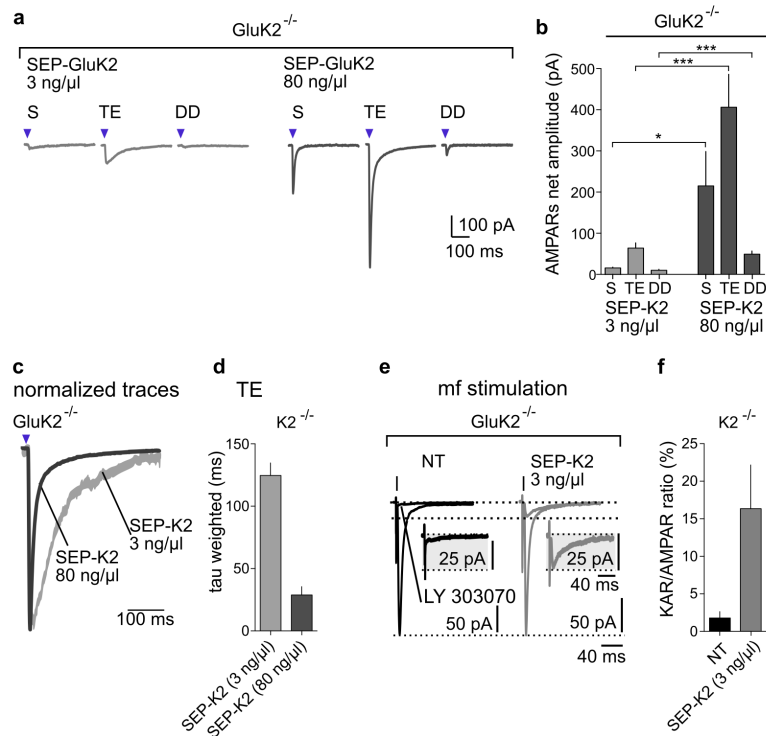 a
GluK2-/-
SEP-GluK2
3 ng/μl
SEP-GluK2
80 ng/μl
S TE DD
S TE DD
100 pA
100 ms
b
GluK2-/-
***
***
*
AMPARs net amplitude (pA)
500
400
300
200
100
0
S TE DD S TE DD
SEP-K2
3 ng/μl
SEP-K2
80 ng/μl
c
normalized traces
GluK2-/-
SEP-K2
3 ng/μl
SEP-K2
80 ng/μl
100 ms
d
TE
K2 -/-
tau weighted (ms)
150
100
50
0
SEP-K2 (3 ng/μl)
SEP-K2 (80 ng/μl)
e
mf stimulation
GluK2-/-
NT
SEP-K2
3 ng/μl
25 pA
25 pA
40 ms
LY 303070
50 pA
50 pA
40 ms
f
K2 -/-
KAR/AMPAR ratio (%)
25
20
15
10
5
0
NT
SEP-K2 (3 ng/μl)